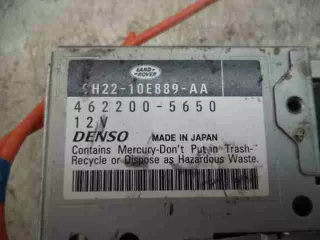 LAND
ROVER
5H22-10E889-AA
462200-5650
12V
DENSO MADE IN JAPAN
Contains Mercury-Don't Put in Trash-
Recycle or Dispose as Hazardous Waste.